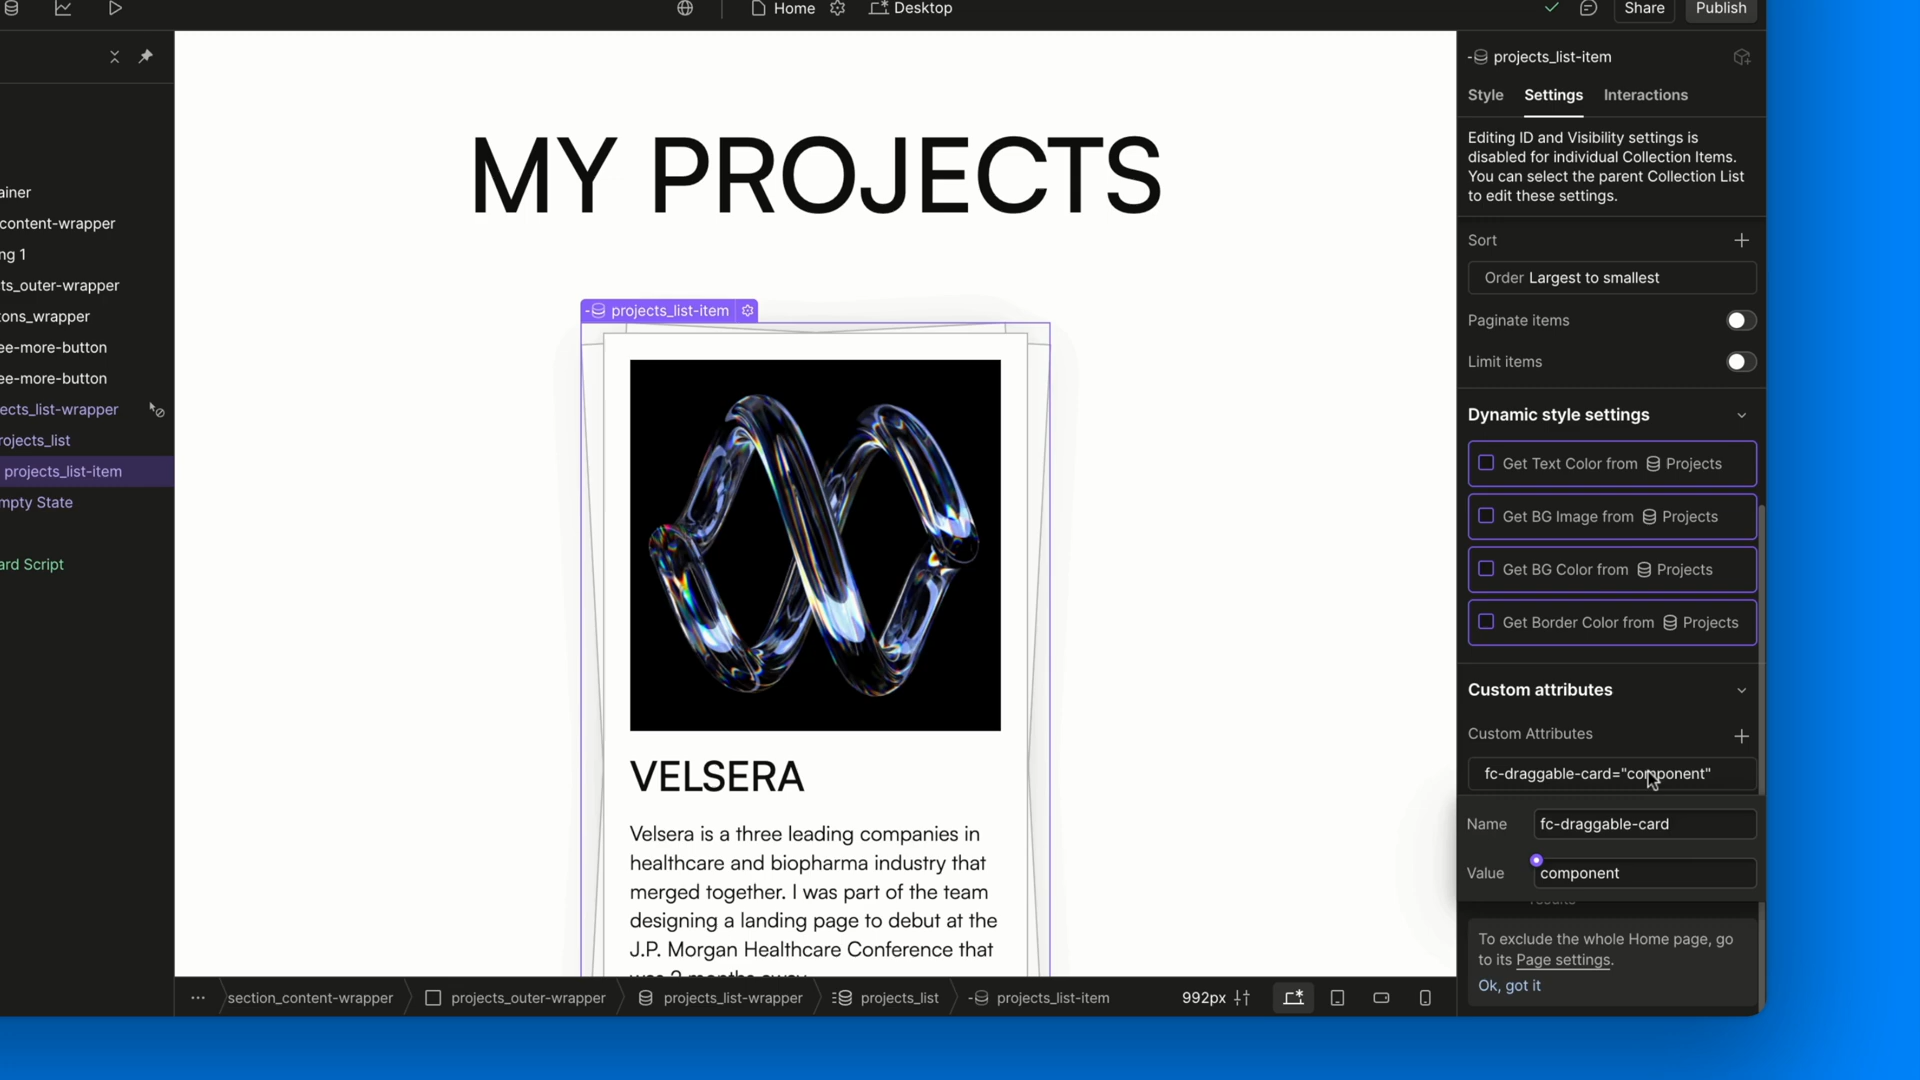 Home
Desktop
Share
Publish
ainer
content-wrapper
ng 1
ts_outer-wrapper
ons_wrapper
ee-more-button
ee-more-button
ects_list-wrapper
rojects_list
projects_list-item
mpty State
ard Script
MY PROJECTS
projects_list-item
VELSERA
Velsera is a three leading companies in
healthcare and biopharma industry that
merged together. I was part of the team
designing a landing page to debut at the
J.P. Morgan Healthcare Conference that
was 2 months away
projects_list-item
Style Settings Interactions
Editing ID and Visibility settings is
disabled for individual Collection Items.
You can select the parent Collection List
to edit these settings.
Sort
Order Largest to smallest
Paginate items
Limit items
Dynamic style settings
Get Text Color from Projects
Get BG Image from Projects
Get BG Color from Projects
Get Border Color from Projects
Custom attributes
Custom Attributes
fc-draggable-card="component"
Name fc-draggable-card
Value component
results
To exclude the whole Home page, go
to its Page settings.
Ok, got it
... section_content-wrapper projects_outer-wrapper projects_list-wrapper projects_list projects_list-item 992px